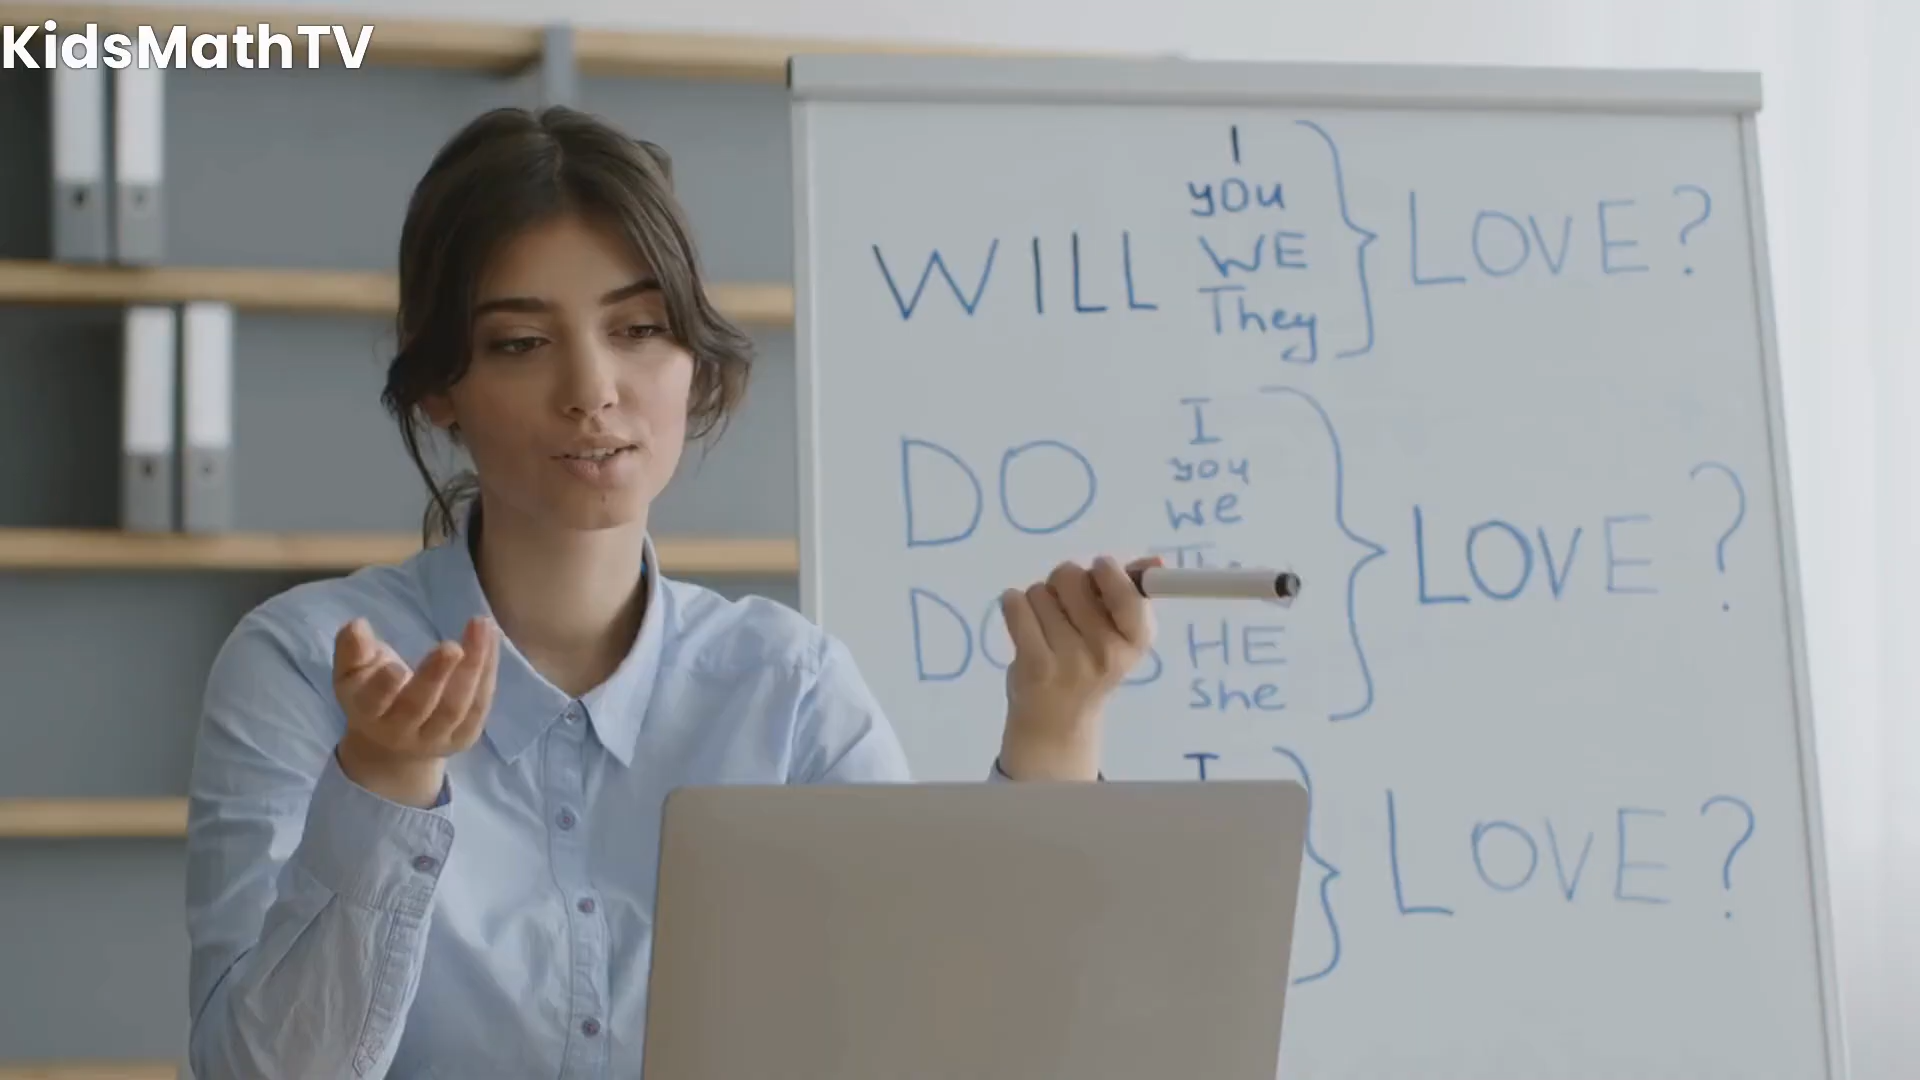 KidsMathTV
I
you
WILL WE LOVE?
They
I
you
DO we LOVE?
HE
she
I
LOVE?